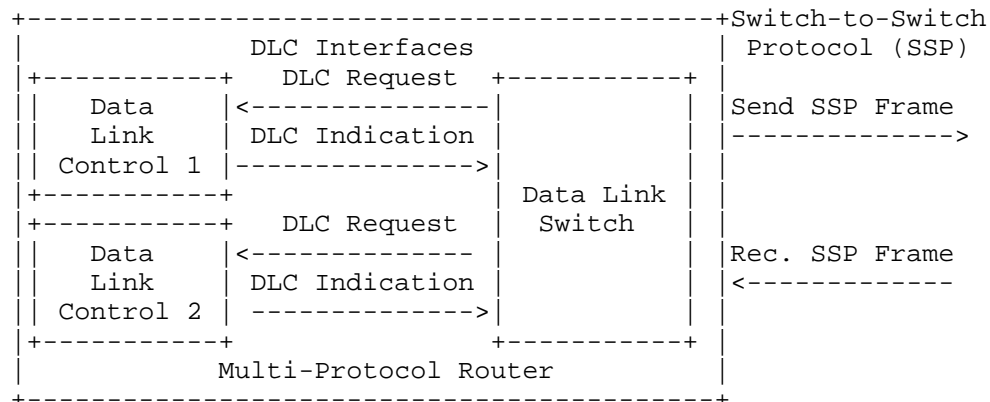 +---------------------------------------+Switch-to-Switch
|             DLC Interfaces            | Protocol (SSP)
|+-----------+   DLC Request  +-----------+ |
||   Data    |<---------------|           | |Send SSP Frame
||   Link    | DLC Indication |           | |-------------->
|| Control 1 |--------------->|           | |
|+-----------+                | Data Link | |
|+-----------+   DLC Request  |  Switch   | |
||   Data    |<-------------- |           | |Rec. SSP Frame
||   Link    | DLC Indication |           | |<-------------
|| Control 2 | -------------->|           | |
|+-----------+                +-----------+ |
|           Multi-Protocol Router           |
+---------------------------------------+